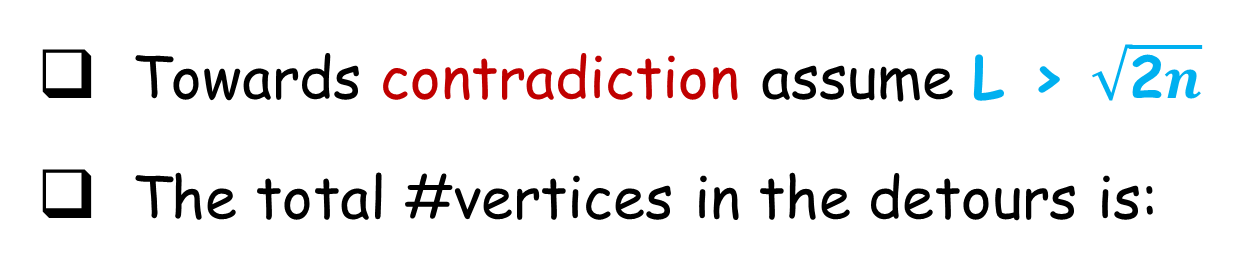 ❑ Towards contradiction assume L > √2n
❑ The total #vertices in the detours is: